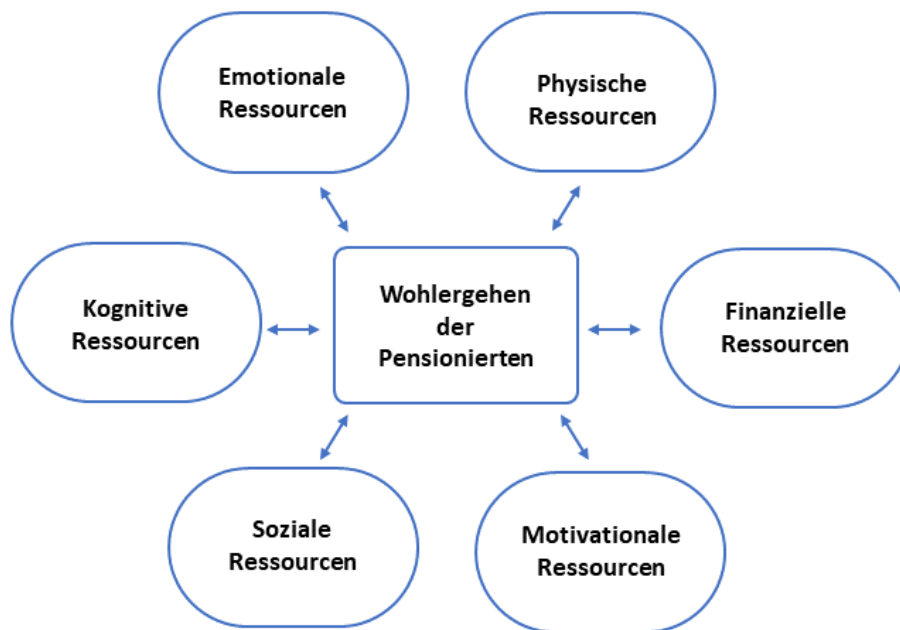 Emotionale
Ressourcen
Physische
Ressourcen
Kognitive
Ressourcen
Wohlergehen
der
Pensionierten
Finanzielle
Ressourcen
Soziale
Ressourcen
Motivationale
Ressourcen